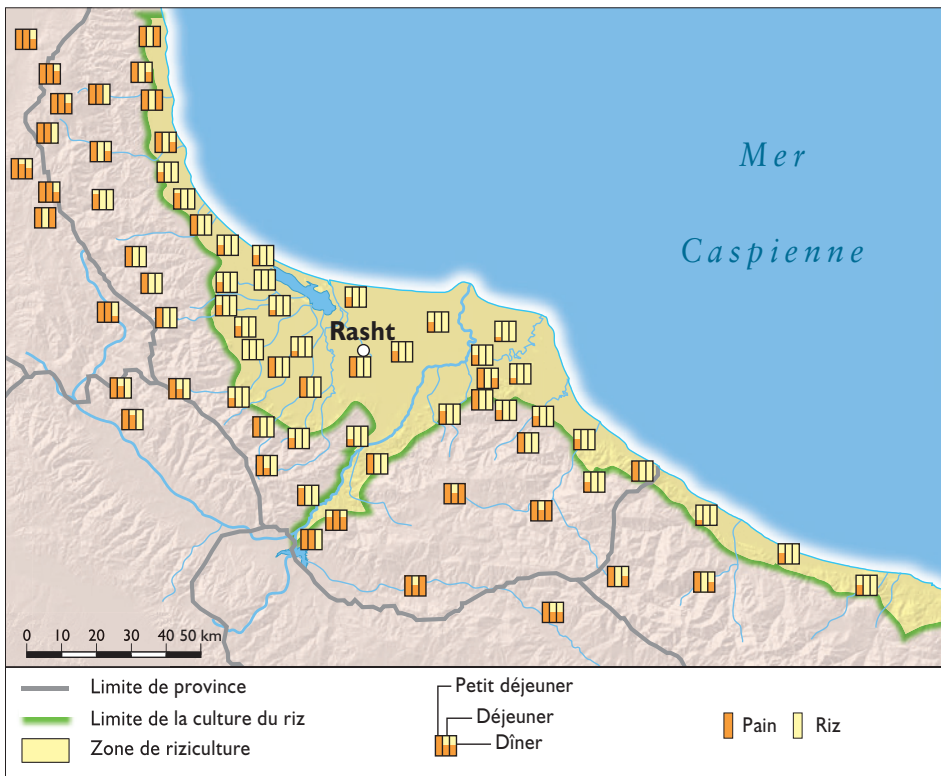 Mer
Caspienne
Rasht
0 10 20 30 40 50 km
Limite de province
Limite de la culture du riz
Zone de riziculture
Petit déjeuner
Déjeuner
Dîner
Pain
Riz